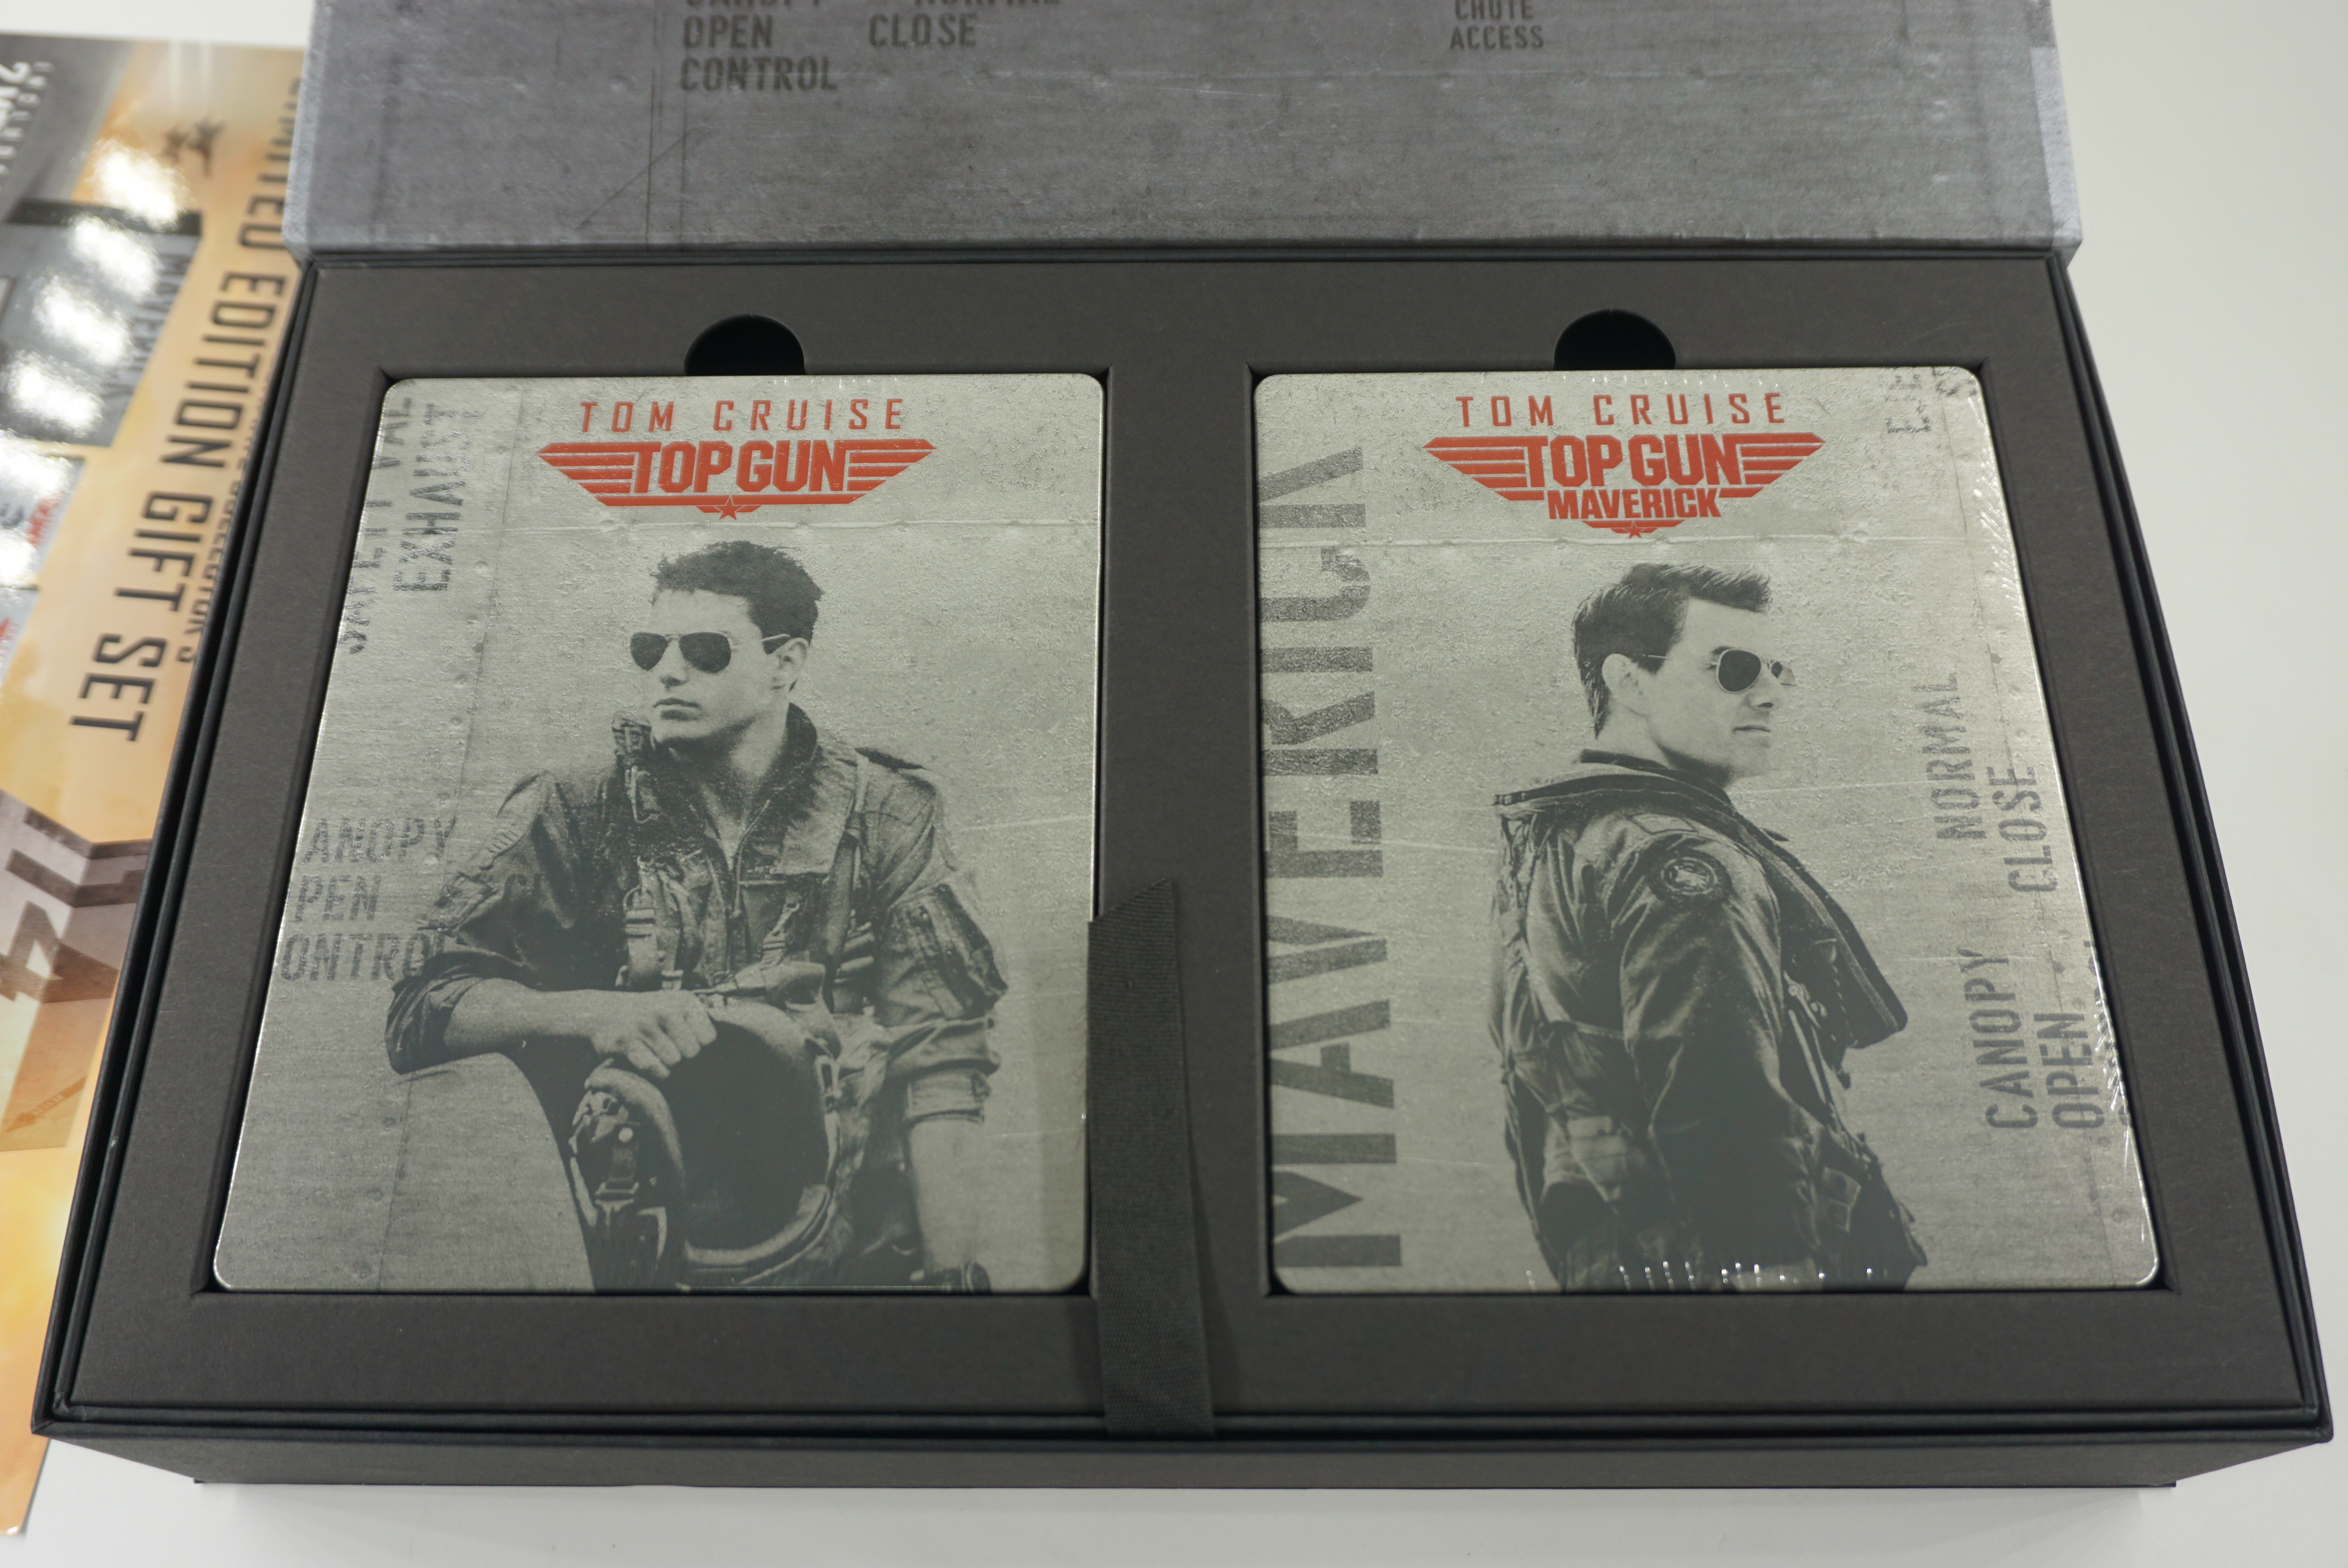 OPEN CLOSE
CONTROL
CHUTE
ACCESS
LIMITED EDITION GIFT SET
TOM CRUISE
TOP GUN
EXHAUST
ANOPY
PEN
ONTROL
TOM CRUISE
TOP GUN
MAVERICK
MAVERICK
NORMAL
CLOSE
CANOPY
OPEN